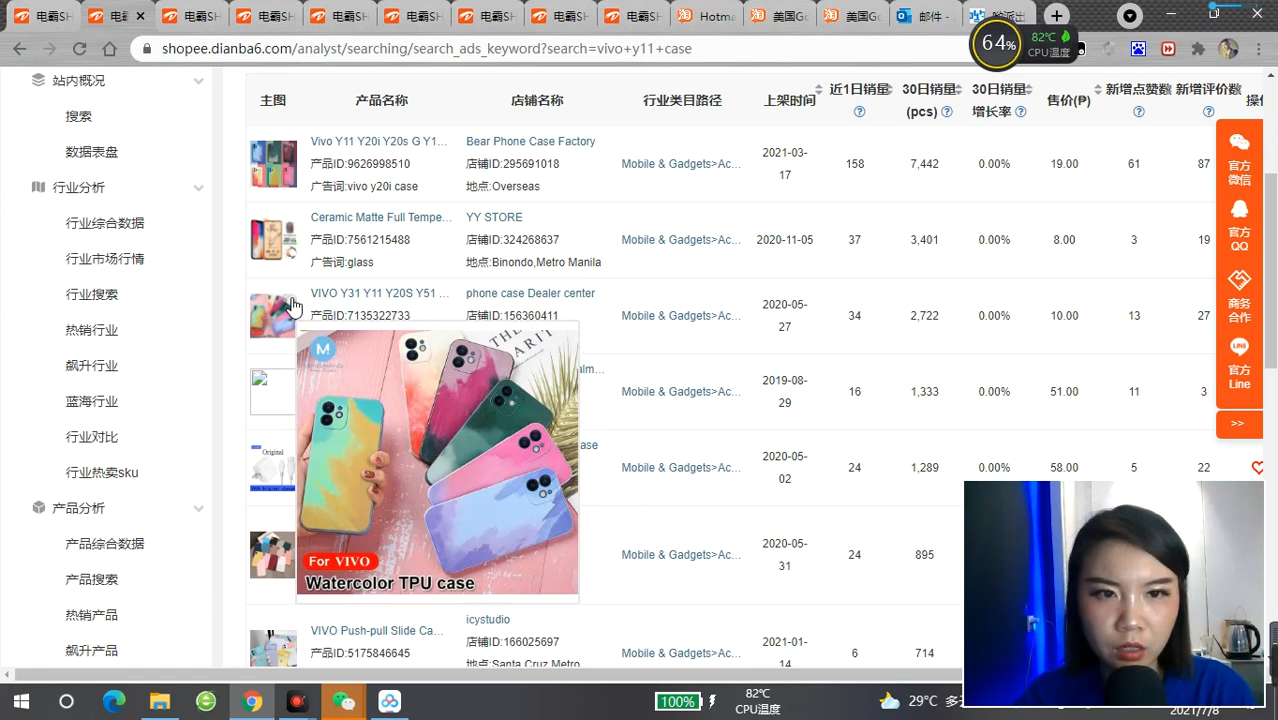 电霸SH
电霸
电霸SH
电霸SH
电霸SH
电霸SH
电霸SH
电霸SH
电霸SH
Hotma
美国Go
美国Go
邮件 -
shopee.dianba6.com/analyst/searching/search_ads_keyword?search=vivo+y11+case
64%
82℃
CPU温度
站内概况
搜索
数据表盘
行业分析
行业综合数据
行业市场行情
行业搜索
热销行业
飙升行业
蓝海行业
行业对比
行业热卖sku
产品分析
产品综合数据
产品搜索
热销产品
飙升产品
主图 产品名称 店铺名称 行业类目路径 上架时间 近1日销量 30日销量(pcs) 30日销量增长率 售价(₱) 新增点赞数 新增评价数 操作
Vivo Y11 Y20i Y20s G Y1... Bear Phone Case Factory
产品ID:9626998510 店铺ID:295691018 Mobile & Gadgets>Ac... 2021-03-17 158 7,442 0.00% 19.00 61 87
广告词:vivo y20i case 地点:Overseas
Ceramic Matte Full Tempe... YY STORE
产品ID:7561215488 店铺ID:324268637 Mobile & Gadgets>Ac... 2020-11-05 37 3,401 0.00% 8.00 3 19
广告词:glass 地点:Binondo,Metro Manila
VIVO Y31 Y11 Y20S Y51 ... phone case Dealer center
产品ID:7135322733 店铺ID:156360411 Mobile & Gadgets>Ac... 2020-05-27 34 2,722 0.00% 10.00 13 27
alm...
Mobile & Gadgets>Ac... 2019-08-29 16 1,333 0.00% 51.00 11 3
ase
Original
Mobile & Gadgets>Ac... 2020-05-02 24 1,289 0.00% 58.00 5 22
Mobile & Gadgets>Ac... 2020-05-31 24 895
VIVO Push-pull Slide Ca... icystudio
产品ID:5175846645 店铺ID:166025697 Mobile & Gadgets>Ac... 2021-01-14 6 714
地点:Santa Cruz,Metro
M
THE
ARIT
For VIVO
Watercolor TPU case
官方微信
官方QQ
商务合作
LINE
官方Line
>>
100%
82℃
CPU温度
29℃
2021/7/8